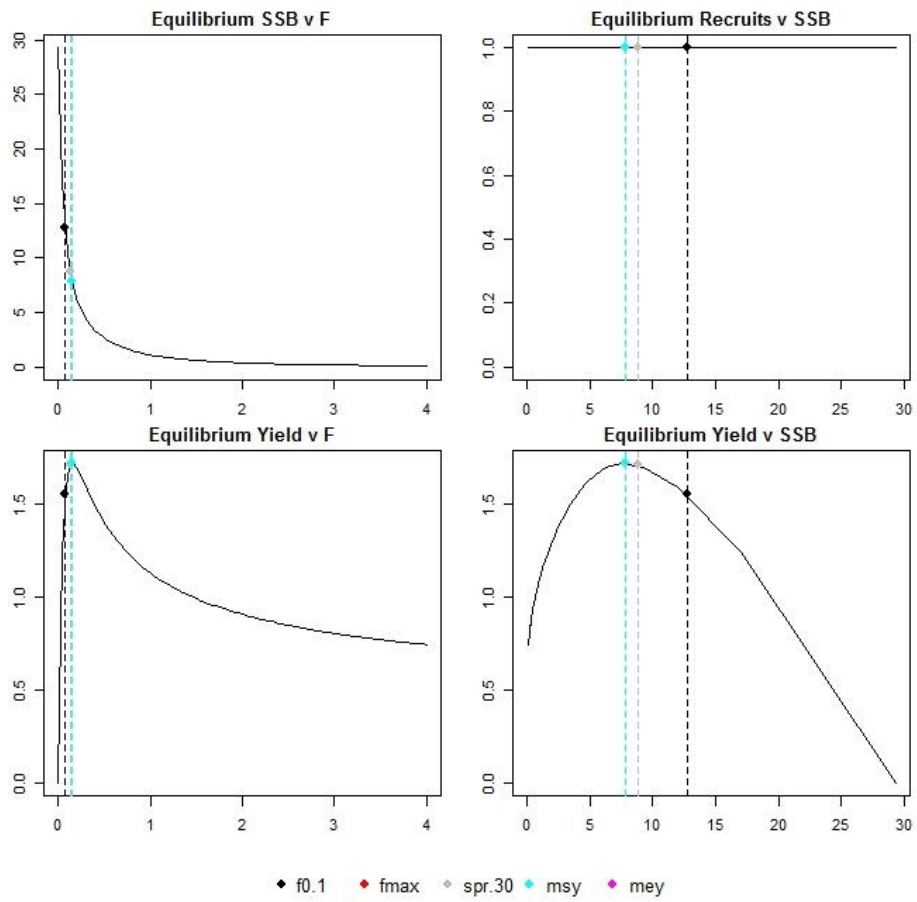 Equilibrium SSB v F
30
25
20
15
10
5
0
0 1 2 3 4
Equilibrium Recruits v SSB
1.0
0.8
0.6
0.4
0.2
0.0
0 5 10 15 20 25 30
Equilibrium Yield v F
1.5
1.0
0.5
0.0
0 1 2 3 4
Equilibrium Yield v SSB
1.5
1.0
0.5
0.0
0 5 10 15 20 25 30
f0.1 fmax spr.30 msy mey